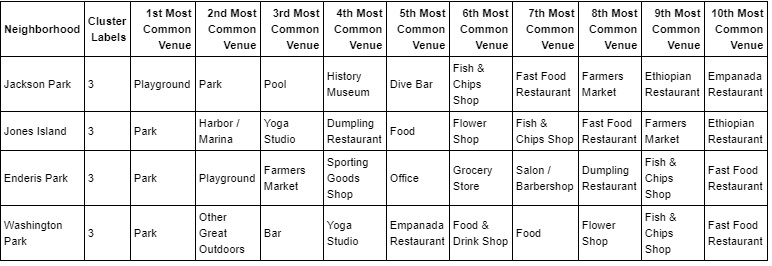 Neighborhood Cluster Labels 1st Most Common Venue 2nd Most Common Venue 3rd Most Common Venue 4th Most Common Venue 5th Most Common Venue 6th Most Common Venue 7th Most Common Venue 8th Most Common Venue 9th Most Common Venue 10th Most Common Venue
Jackson Park 3 Playground Park Pool History Museum Dive Bar Fish & Chips Shop Fast Food Restaurant Farmers Market Ethiopian Restaurant Empanada Restaurant
Jones Island 3 Park Harbor / Marina Yoga Studio Dumpling Restaurant Food Flower Shop Fish & Chips Shop Fast Food Restaurant Farmers Market Ethiopian Restaurant
Enderis Park 3 Park Playground Farmers Market Sporting Goods Shop Office Grocery Store Salon / Barbershop Dumpling Restaurant Fish & Chips Shop Fast Food Restaurant
Washington Park 3 Park Other Great Outdoors Bar Yoga Studio Empanada Restaurant Food & Drink Shop Food Flower Shop Fish & Chips Shop Fast Food Restaurant